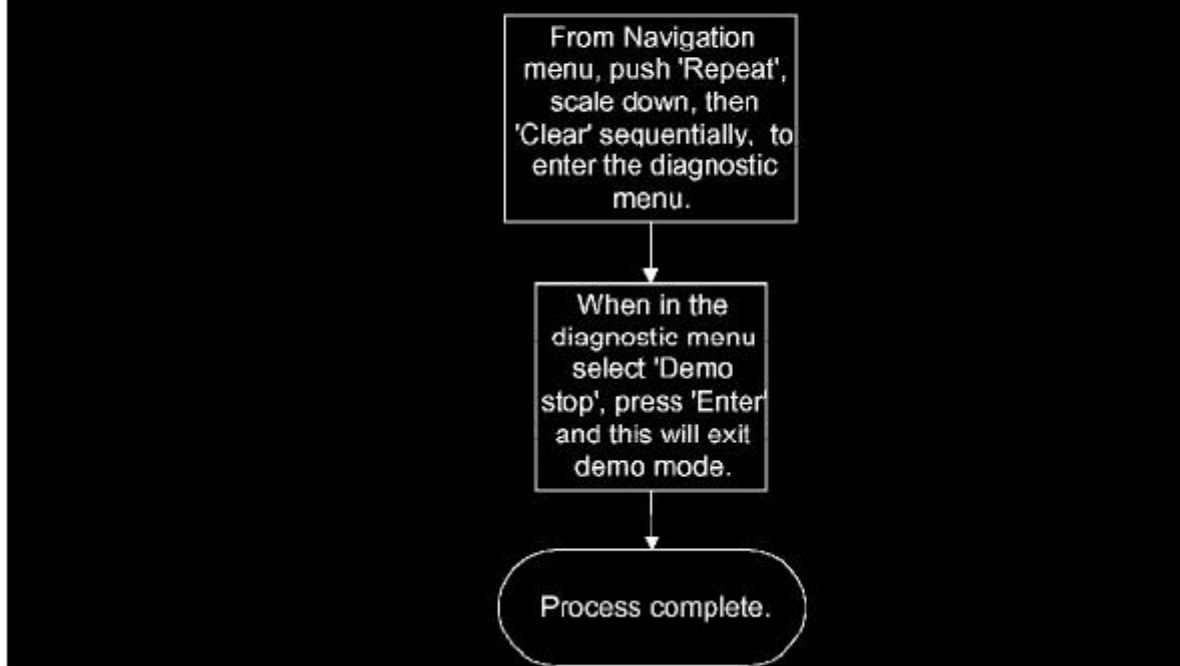 From Navigation
menu, push 'Repeat',
scale down, then
'Clear' sequentially,  to
enter the diagnostic
menu.
When in the
diagnostic menu
select 'Demo
stop', press 'Enter'
and this will exit
demo mode.
Process complete.